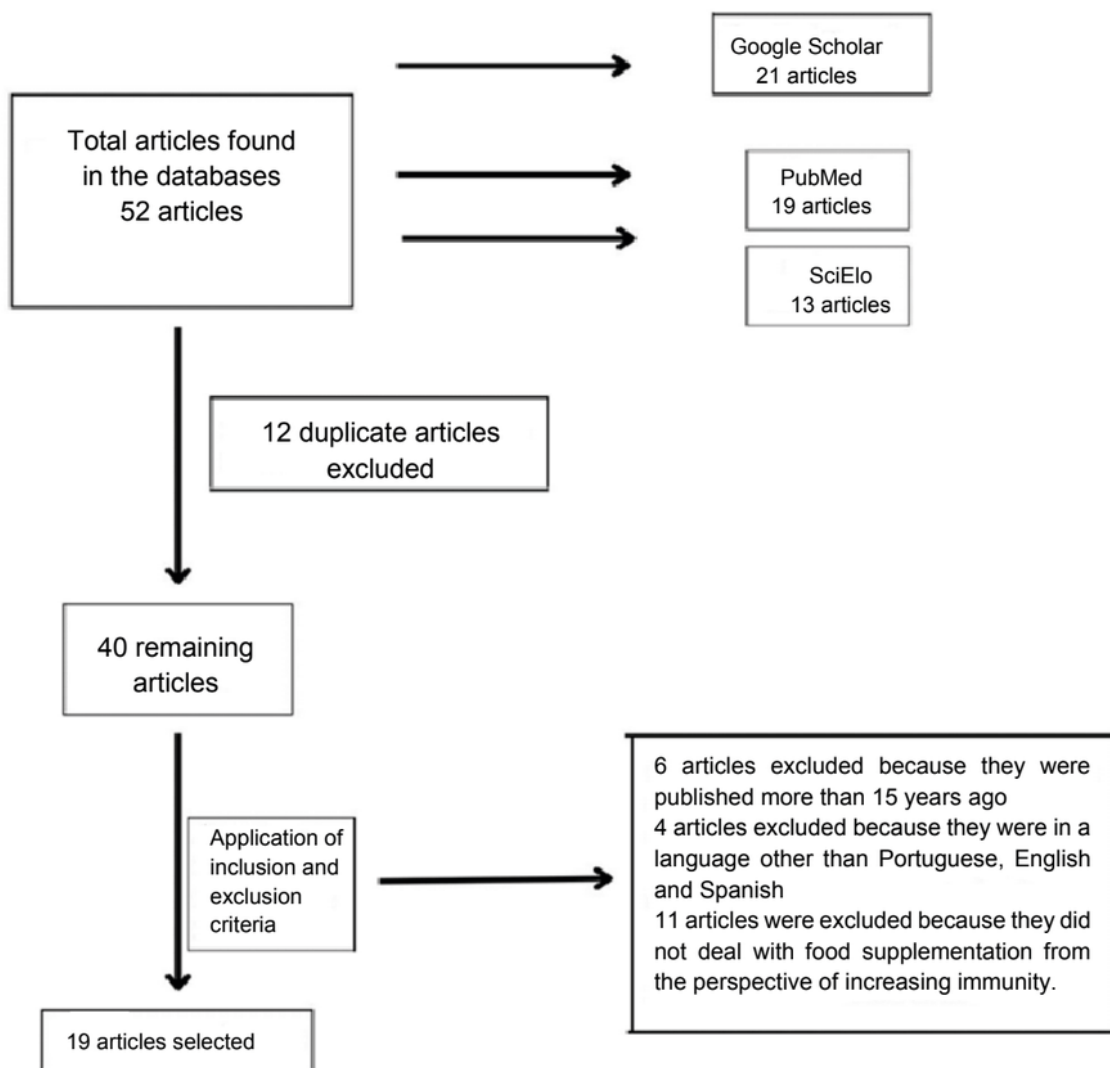 Google Scholar
21 articles
Total articles found
in the databases
52 articles
PubMed
19 articles
SciElo
13 articles
12 duplicate articles
excluded
40 remaining
articles
Application of
inclusion and
exclusion
criteria
6 articles excluded because they were
published more than 15 years ago
4 articles excluded because they were in a
language other than Portuguese, English
and Spanish
11 articles were excluded because they did
not deal with food supplementation from
the perspective of increasing immunity.
19 articles selected